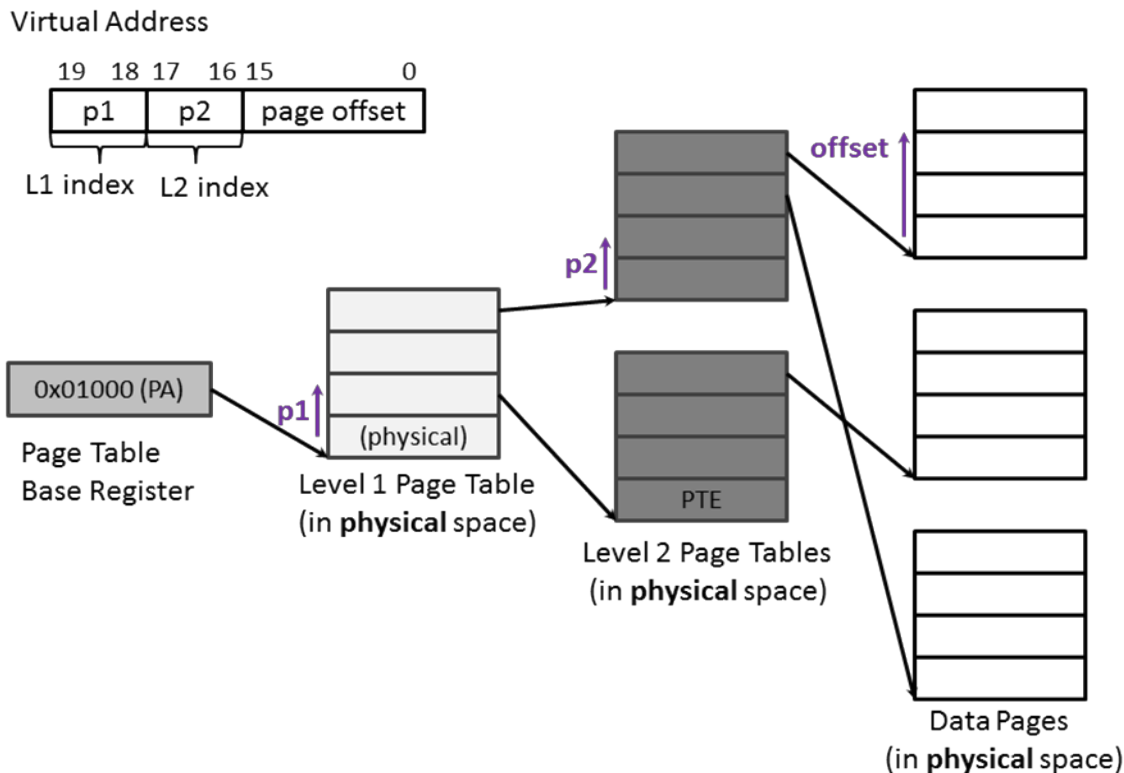 Virtual Address
19 18 17 16 15 0
p1 p2 page offset
L1 index L2 index
offset
p2
0x01000 (PA)
p1
(physical)
Page Table
Base Register
Level 1 Page Table
(in physical space)
PTE
Level 2 Page Tables
(in physical space)
Data Pages
(in physical space)